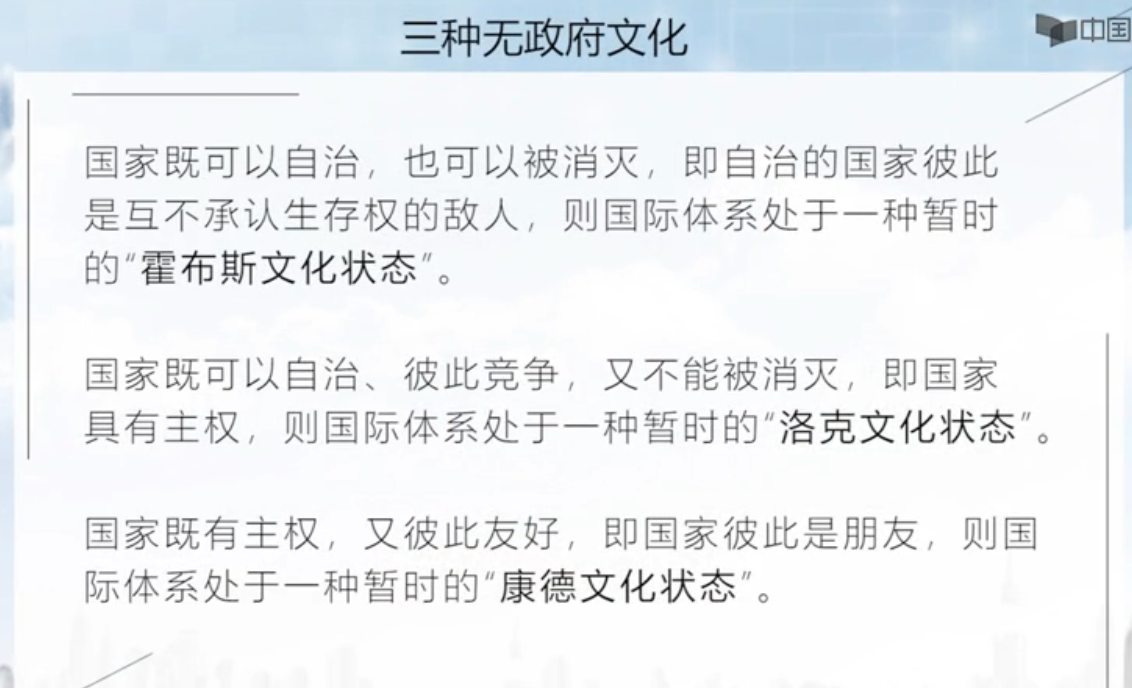 三种无政府文化
中国
国家既可以自治，也可以被消灭，即自治的国家彼此
是互不承认生存权的敌人，则国际体系处于一种暂时
的“霍布斯文化状态”。
国家既可以自治、彼此竞争，又不能被消灭，即国家
具有主权，则国际体系处于一种暂时的“洛克文化状态”。
国家既有主权，又彼此友好，即国家彼此是朋友，则国
际体系处于一种暂时的“康德文化状态”。